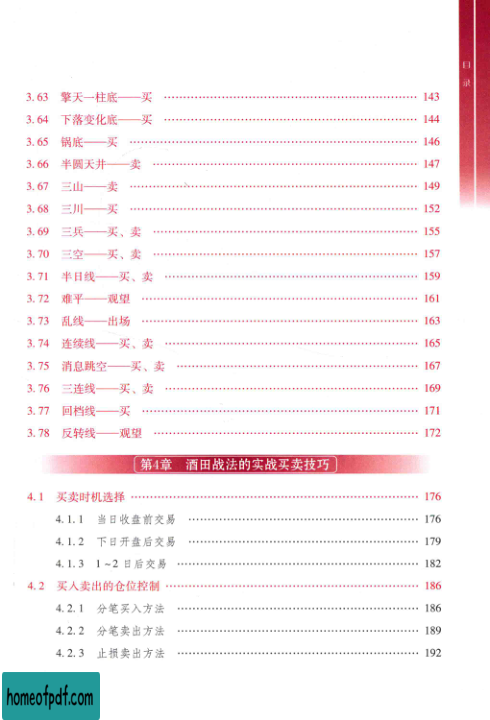 目录
3.63 擎天一柱底——买 143
3.64 下落变化底——买 144
3.65 锅底——买 146
3.66 半圆天井——卖 147
3.67 三山——卖 149
3.68 三川——买 152
3.69 三兵——买、卖 155
3.70 三空——买、卖 157
3.71 半日线——买、卖 159
3.72 难平——观望 161
3.73 乱线——出场 163
3.74 连续线——买、卖 165
3.75 消息跳空——买、卖 167
3.76 三连线——买、卖 169
3.77 回档线——买 171
3.78 反转线——观望 172
第4章 酒田战法的实战买卖技巧
4.1 买卖时机选择 176
4.1.1 当日收盘前交易 176
4.1.2 下日开盘后交易 179
4.1.3 1~2日后交易 182
4.2 买入卖出的仓位控制 186
4.2.1 分笔买入方法 186
4.2.2 分笔卖出方法 189
4.2.3 止损卖出方法 192
homeofpdf.com